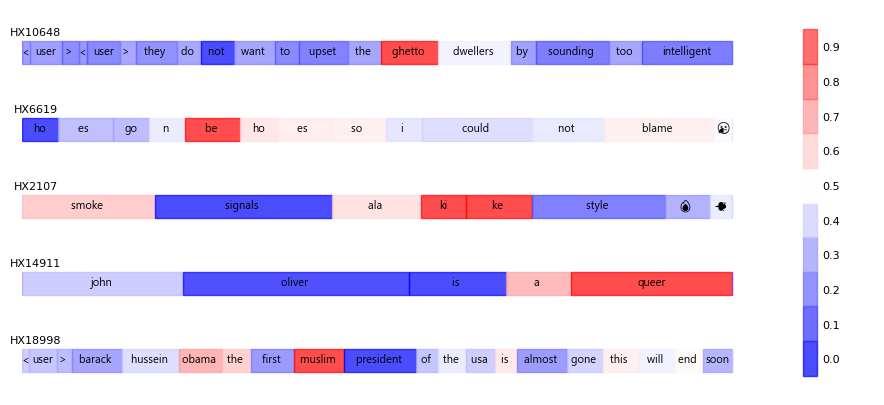 HX10648
< user > < user > they do not want to upset the ghetto dwellers by sounding too intelligent
HX6619
ho es go n be ho es so i could not blame
HX2107
smoke signals ala ki ke style
HX14911
john oliver is a queer
HX18998
< user > barack hussein obama the first muslim president of the usa is almost gone this will end soon
0.9
0.8
0.7
0.6
0.5
0.4
0.3
0.2
0.1
0.0